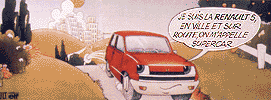 JE SUIS LA RENAULT 5,
EN VILLE ET SUR
ROUTE, ON M'APPELLE
SUPERCAR.